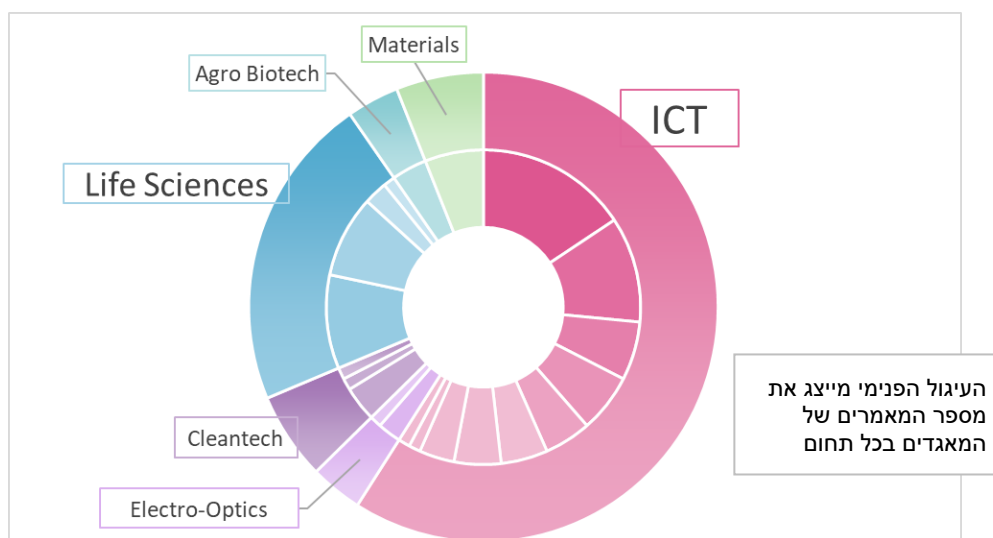 Materials
Agro Biotech
ICT
Life Sciences
העיגול הפנימי מייצג את
מספר המאמרים של
המאגדים בכל תחום
Cleantech
Electro-Optics